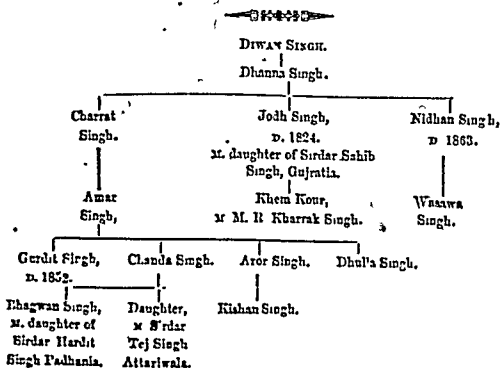 DIWAN SINGH.
Dhanna Singh.
Charrat Singh.
Jodh Singh,
D. 1824.
M. daughter of Sirdar Sahib
Singh, Gujratia.
Nidhan Singh,
D 1863.
Amar Singh,
Khem Kour,
M M. R Kharrak Singh.
Wasawa Singh.
Gurdit Singh,
D. 1852.
Chanda Singh.
Aror Singh.
Dhul'a Singh.
Bhagwan Singh,
M. daughter of
Sirdar Hardit
Singh Padhania.
Daughter,
M Sirdar
Tej Singh
Attariwala.
Kishan Singh.